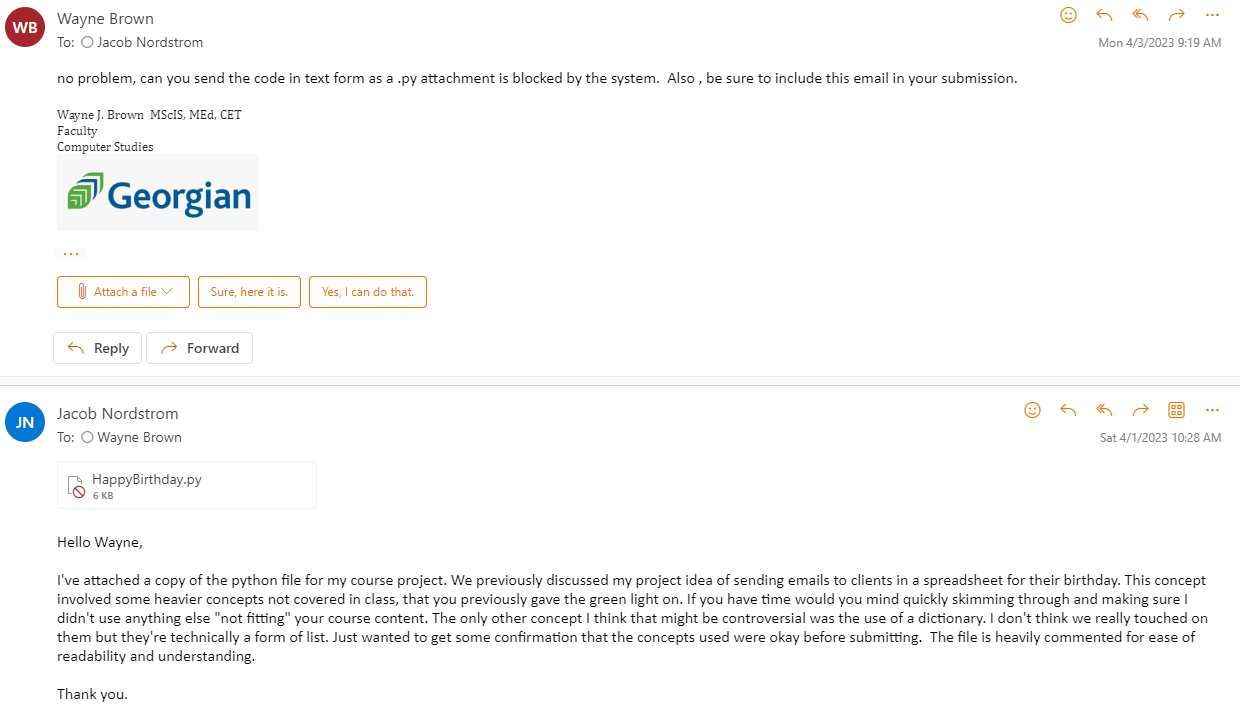 WB
Wayne Brown
To: Jacob Nordstrom
Mon 4/3/2023 9:19 AM
no problem, can you send the code in text form as a .py attachment is blocked by the system.  Also , be sure to include this email in your submission.
Wayne J. Brown  MScIS, MEd, CET
Faculty
Computer Studies
Georgian
...
Attach a file
Sure, here it is.
Yes, I can do that.
Reply
Forward
JN
Jacob Nordstrom
To: Wayne Brown
Sat 4/1/2023 10:28 AM
HappyBirthday.py
6 KB
Hello Wayne,
I've attached a copy of the python file for my course project. We previously discussed my project idea of sending emails to clients in a spreadsheet for their birthday. This concept
involved some heavier concepts not covered in class, that you previously gave the green light on. If you have time would you mind quickly skimming through and making sure I
didn't use anything else "not fitting" your course content. The only other concept I think that might be controversial was the use of a dictionary. I don't think we really touched on
them but they're technically a form of list. Just wanted to get some confirmation that the concepts used were okay before submitting.  The file is heavily commented for ease of
readability and understanding.
Thank you.